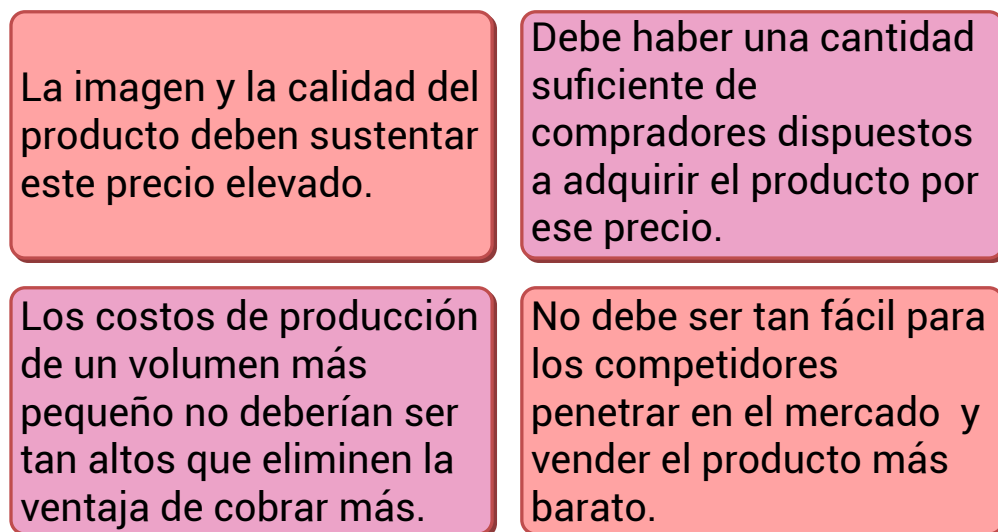 La imagen y la calidad del
producto deben sustentar
este precio elevado.
Debe haber una cantidad
suficiente de
compradores dispuestos
a adquirir el producto por
ese precio.
Los costos de producción
de un volumen más
pequeño no deberían ser
tan altos que eliminen la
ventaja de cobrar más.
No debe ser tan fácil para
los competidores
penetrar en el mercado  y
vender el producto más
barato.